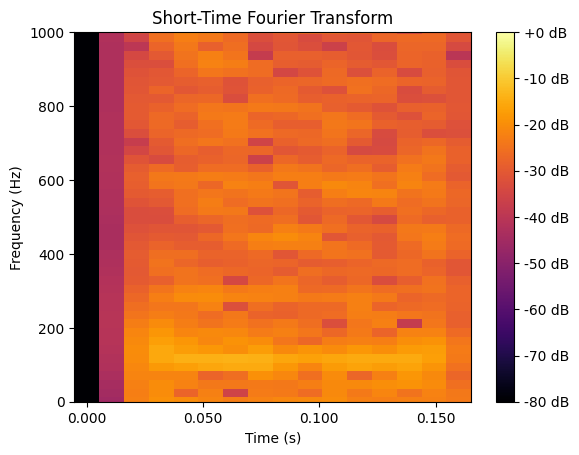 Short-Time Fourier Transform
Frequency (Hz)
1000
800
600
400
200
0
0.000
0.050
0.100
0.150
Time (s)
+0 dB
-10 dB
-20 dB
-30 dB
-40 dB
-50 dB
-60 dB
-70 dB
-80 dB